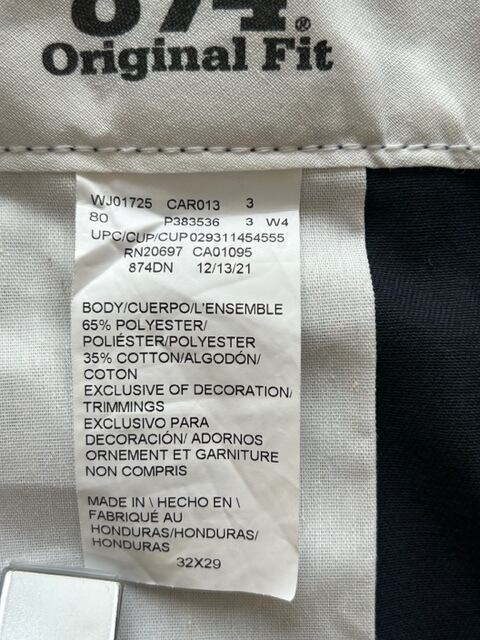 874®
Original Fit
WJ01725 CAR013 3
80 P383536 3 W4
UPC/CUP/CUP 029311454555
RN20697 CA01095
874DN 12/13/21
BODY/CUERPO/L'ENSEMBLE
65% POLYESTER/
POLIÉSTER/POLYESTER
35% COTTON/ALGODÓN/
COTON
EXCLUSIVE OF DECORATION/
TRIMMINGS
EXCLUSIVO PARA
DECORACIÓN/ ADORNOS
ORNEMENT ET GARNITURE
NON COMPRIS
MADE IN \ HECHO EN \
FABRIQUÉ AU
HONDURAS/HONDURAS/
HONDURAS
32X29